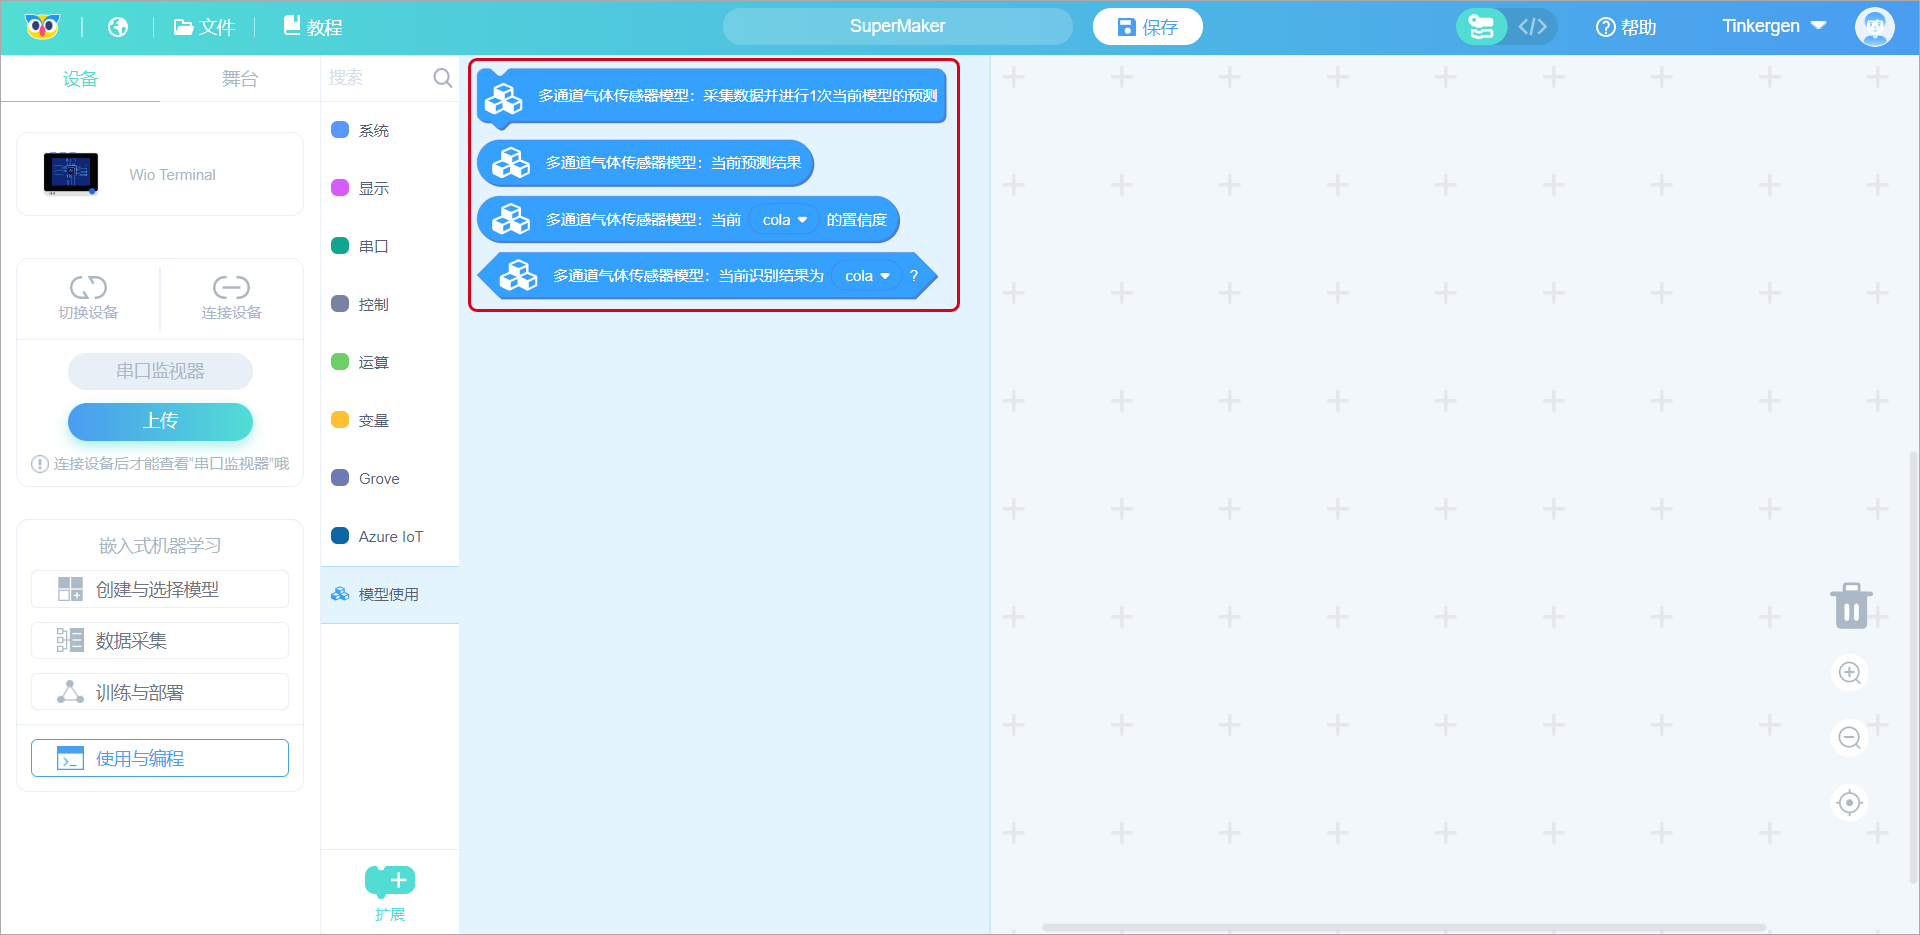 文件
教程
SuperMaker
保存
帮助
Tinkergen
设备
舞台
搜索
Wio Terminal
切换设备
连接设备
串口监视器
上传
连接设备后才能查看“串口监视器”哦
嵌入式机器学习
创建与选择模型
数据采集
训练与部署
使用与编程
系统
显示
串口
控制
运算
变量
Grove
Azure IoT
模型使用
扩展
多通道气体传感器模型：采集数据并进行1次当前模型的预测
多通道气体传感器模型：当前预测结果
多通道气体传感器模型：当前 cola 的置信度
多通道气体传感器模型：当前识别结果为 cola ?